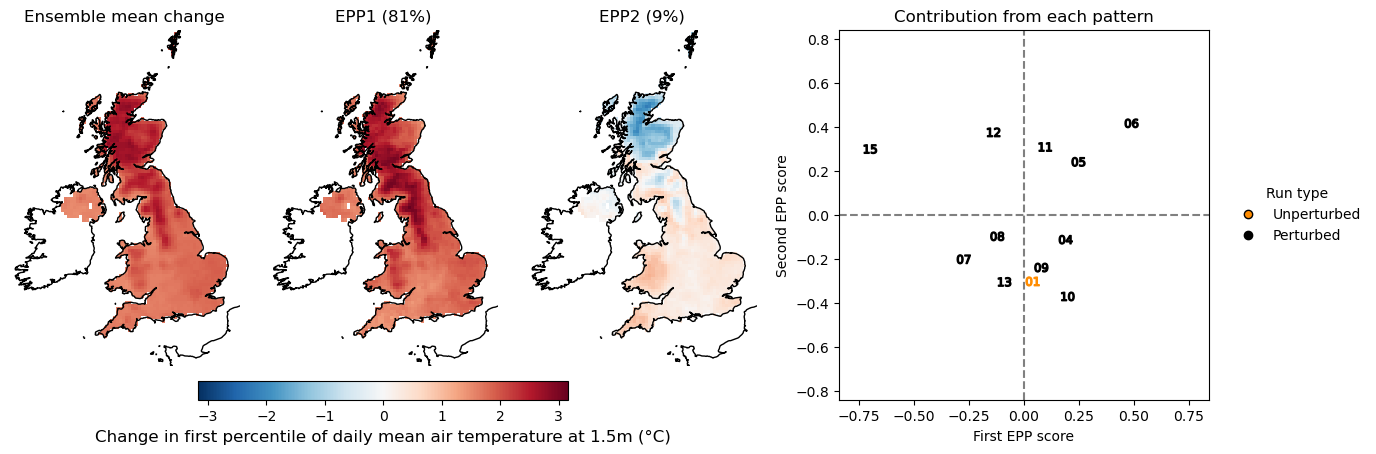 Ensemble mean change
EPP1 (81%)
EPP2 (9%)
Contribution from each pattern
−3 −2 −1 0 1 2 3
Change in first percentile of daily mean air temperature at 1.5m (°C)
Second EPP score
0.8
0.6
0.4
0.2
0.0
−0.2
−0.4
−0.6
−0.8
15
12
11
06
05
08
04
07
09
13
01
10
−0.75 −0.50 −0.25 0.00 0.25 0.50 0.75
First EPP score
Run type
Unperturbed
Perturbed